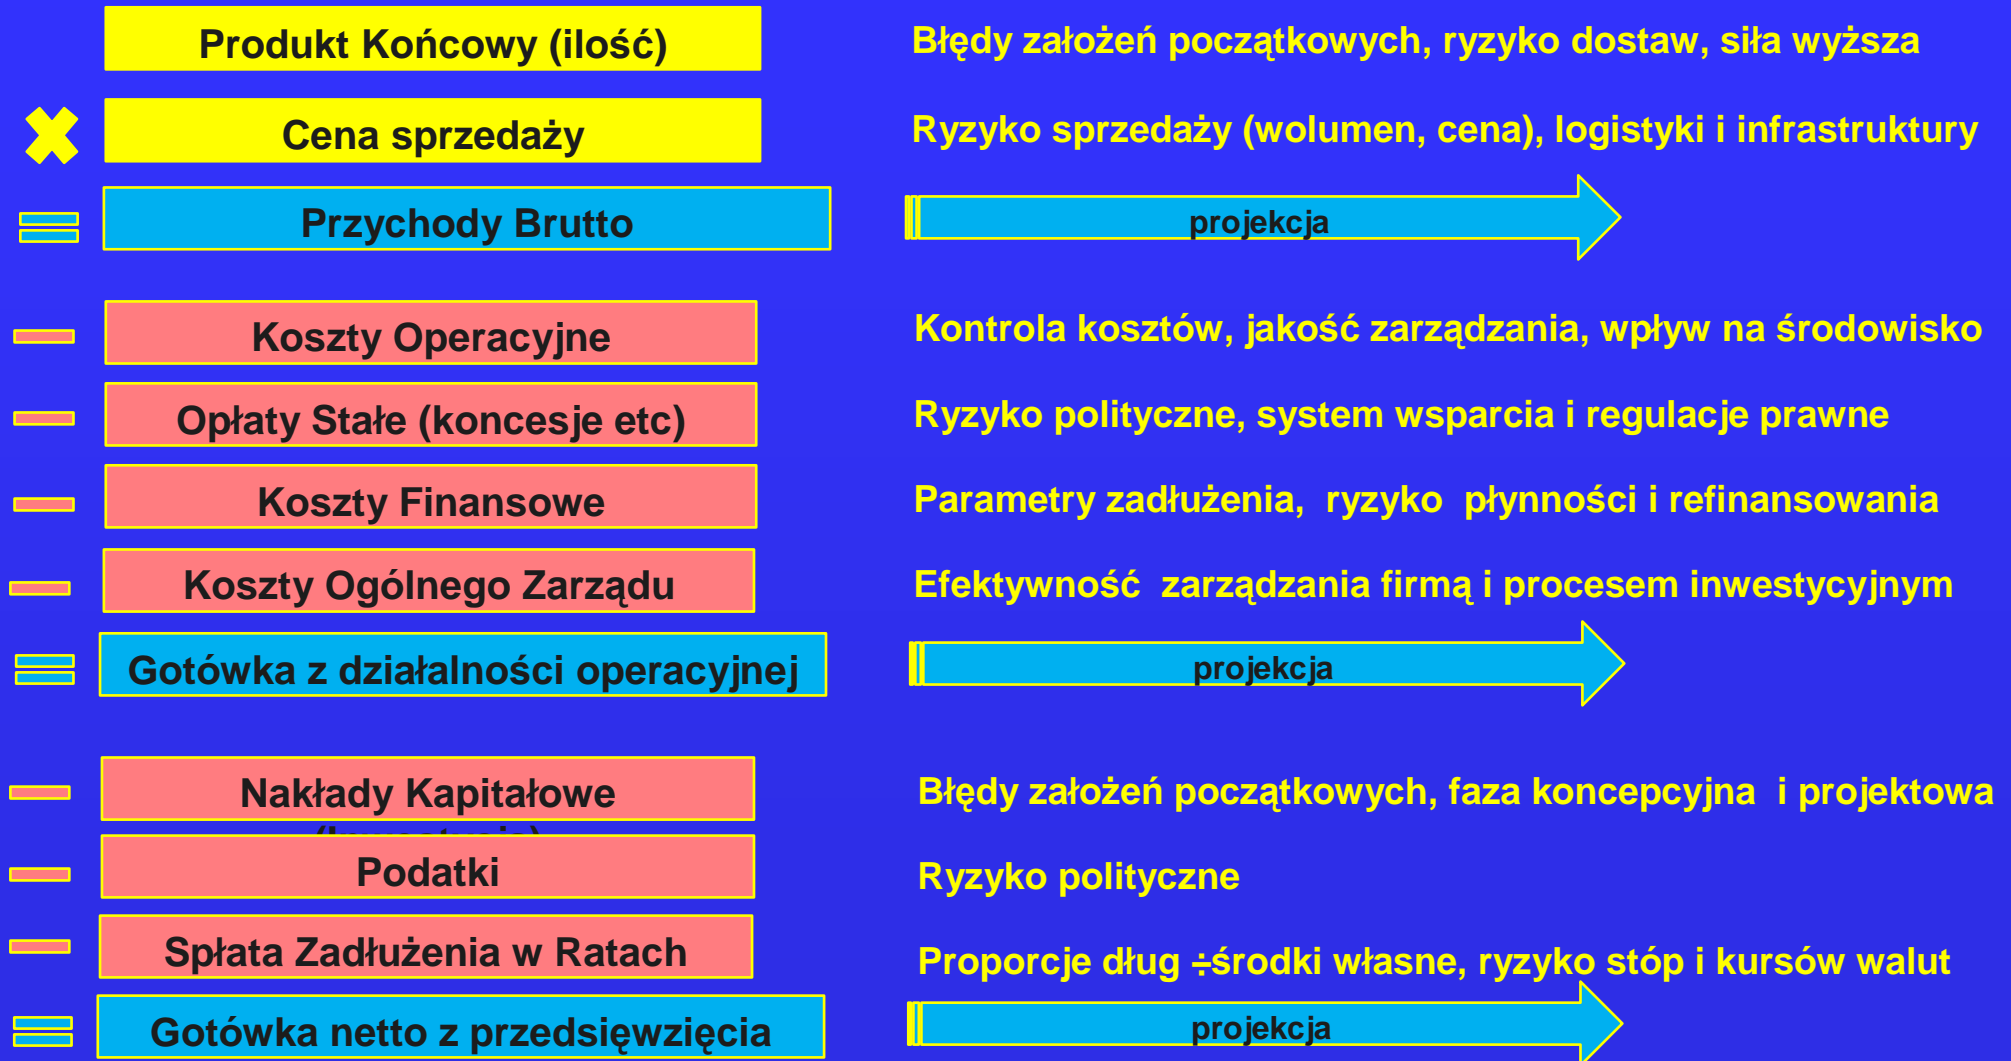 Produkt Końcowy (ilość) Błędy założeń początkowych, ryzyko dostaw, siła wyższa
Cena sprzedaży Ryzyko sprzedaży (wolumen, cena), logistyki i infrastruktury
Przychody Brutto projekcja
Koszty Operacyjne Kontrola kosztów, jakość zarządzania, wpływ na środowisko
Opłaty Stałe (koncesje etc) Ryzyko polityczne, system wsparcia i regulacje prawne
Koszty Finansowe Parametry zadłużenia, ryzyko płynności i refinansowania
Koszty Ogólnego Zarządu Efektywność zarządzania firmą i procesem inwestycyjnym
Gotówka z działalności operacyjnej projekcja
Nakłady Kapitałowe Błędy założeń początkowych, faza koncepcyjna i projektowa
Podatki Ryzyko polityczne
Spłata Zadłużenia w Ratach Proporcje dług ÷środki własne, ryzyko stóp i kursów walut
Gotówka netto z przedsięwzięcia projekcja